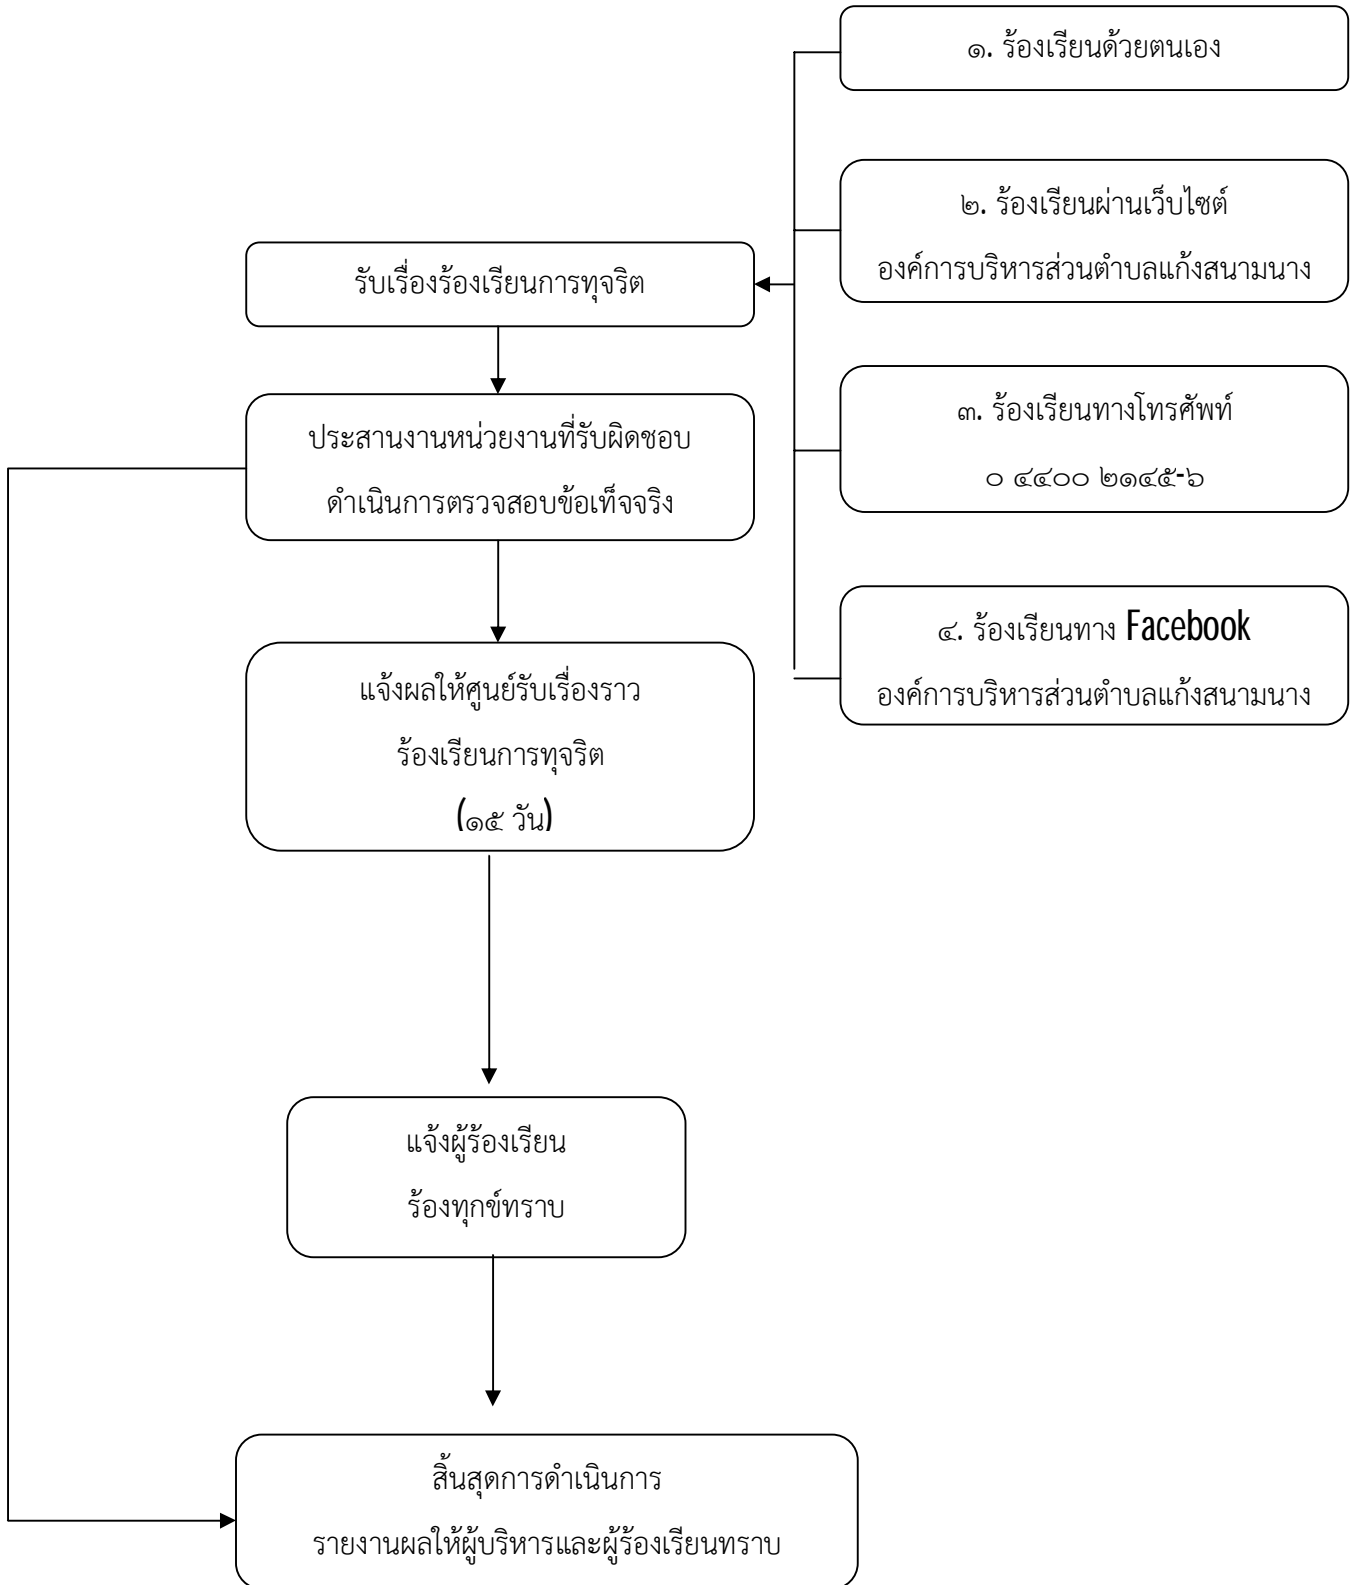 ๑. ร้องเรียนด้วยตนเอง
๒. ร้องเรียนผ่านเว็บไซต์
องค์การบริหารส่วนตำบลแก้งสนามนาง
รับเรื่องร้องเรียนการทุจริต
๓. ร้องเรียนทางโทรศัพท์
๐ ๔๔๐๐ ๒๑๔๕-๖
ประสานงานหน่วยงานที่รับผิดชอบ
ดำเนินการตรวจสอบข้อเท็จจริง
๔. ร้องเรียนทาง Facebook
องค์การบริหารส่วนตำบลแก้งสนามนาง
แจ้งผลให้ศูนย์รับเรื่องราว
ร้องเรียนการทุจริต
(๑๕ วัน)
แจ้งผู้ร้องเรียน
ร้องทุกข์ทราบ
สิ้นสุดการดำเนินการ
รายงานผลให้ผู้บริหารและผู้ร้องเรียนทราบ